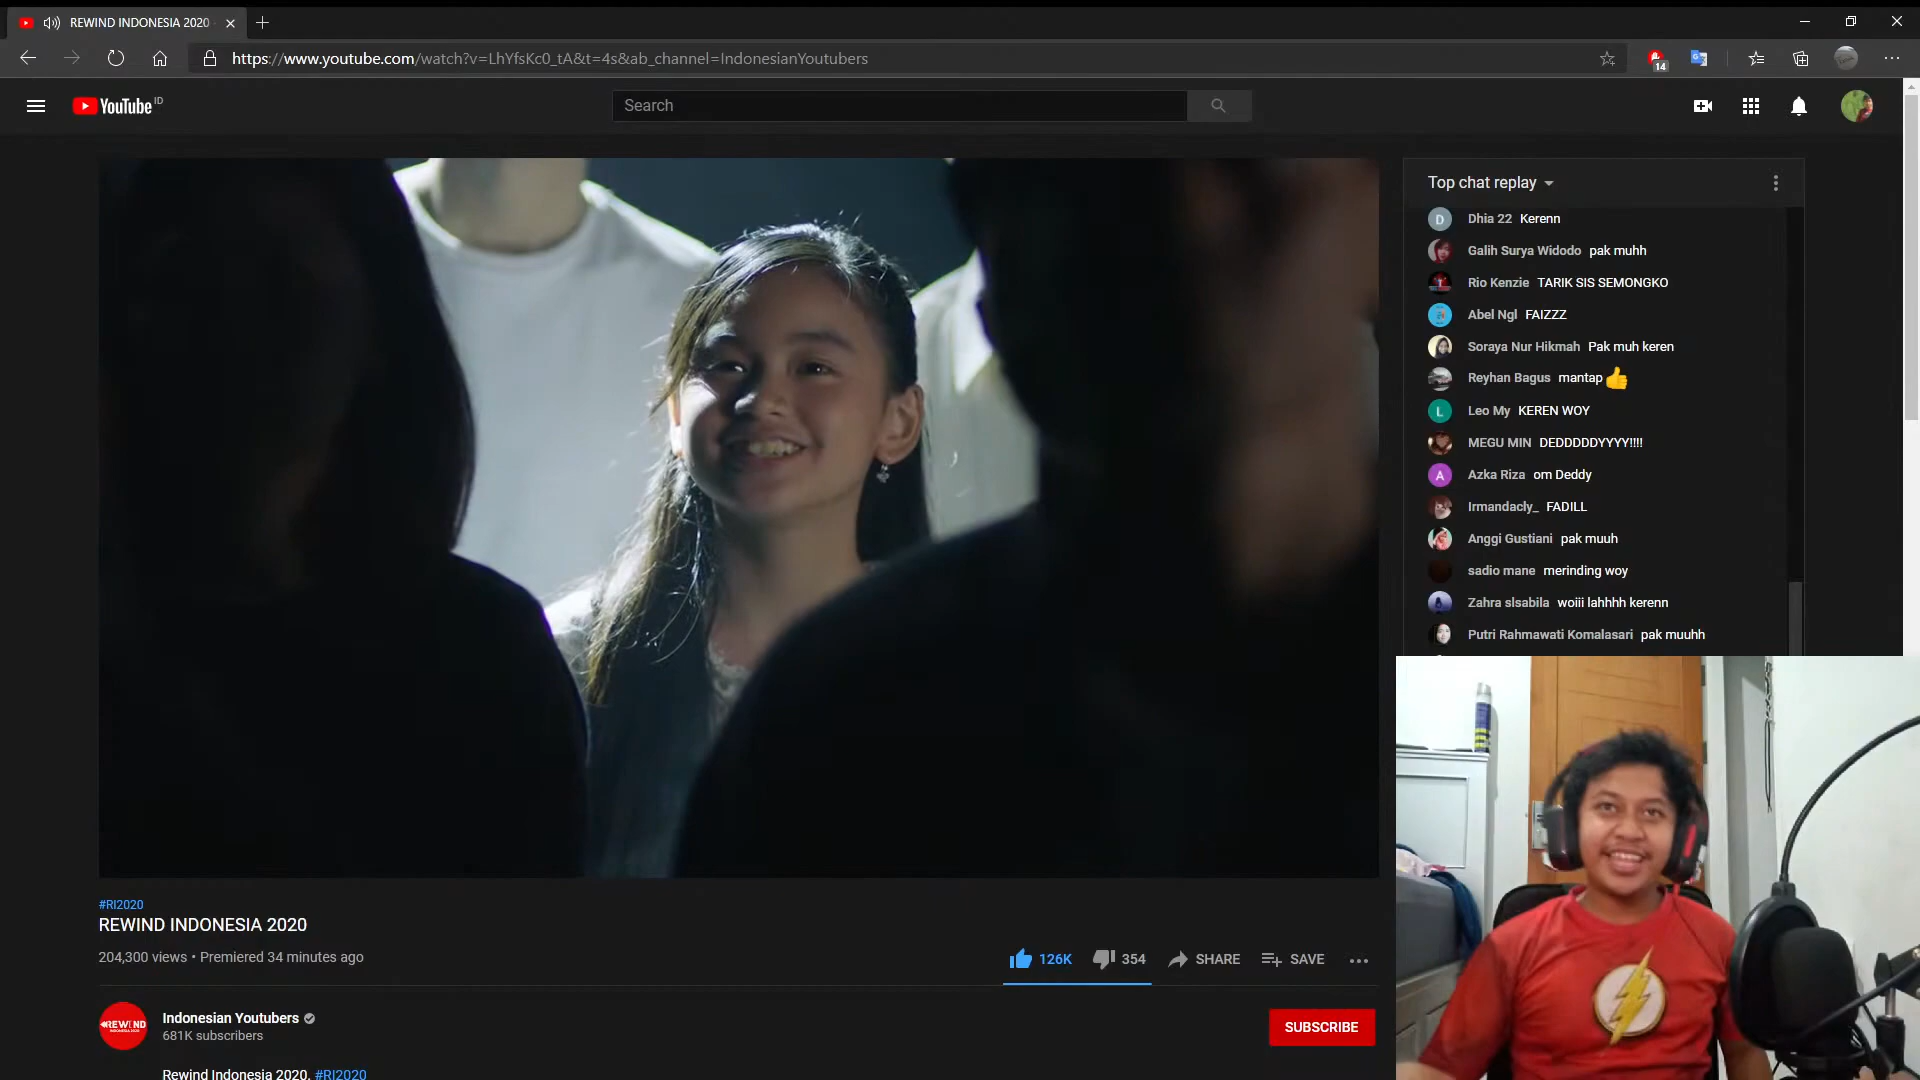 REWIND INDONESIA 2020
https://www.youtube.com/watch?v=LhYfsKc0_tA&t=4s&ab_channel=IndonesianYoutubers
14
YouTube ID
Search
Top chat replay
D Dhia 22 Kerenn
Galih Surya Widodo pak muhh
Rio Kenzie TARIK SIS SEMONGKO
Abel Ngl FAIZZZ
Soraya Nur Hikmah Pak muh keren
Reyhan Bagus mantap👍
L Leo My KEREN WOY
MEGU MIN DEDDDDDYYYY!!!!
A Azka Riza om Deddy
Irmandacly_ FADILL
Anggi Gustiani pak muuh
sadio mane merinding woy
Zahra slsabila woiii lahhhh kerenn
Putri Rahmawati Komalasari pak muuhh
#RI2020
REWIND INDONESIA 2020
204,300 views • Premiered 34 minutes ago
126K 354 SHARE SAVE
REWIND
Indonesian Youtubers
681K subscribers
SUBSCRIBE
Rewind Indonesia 2020, #RI2020